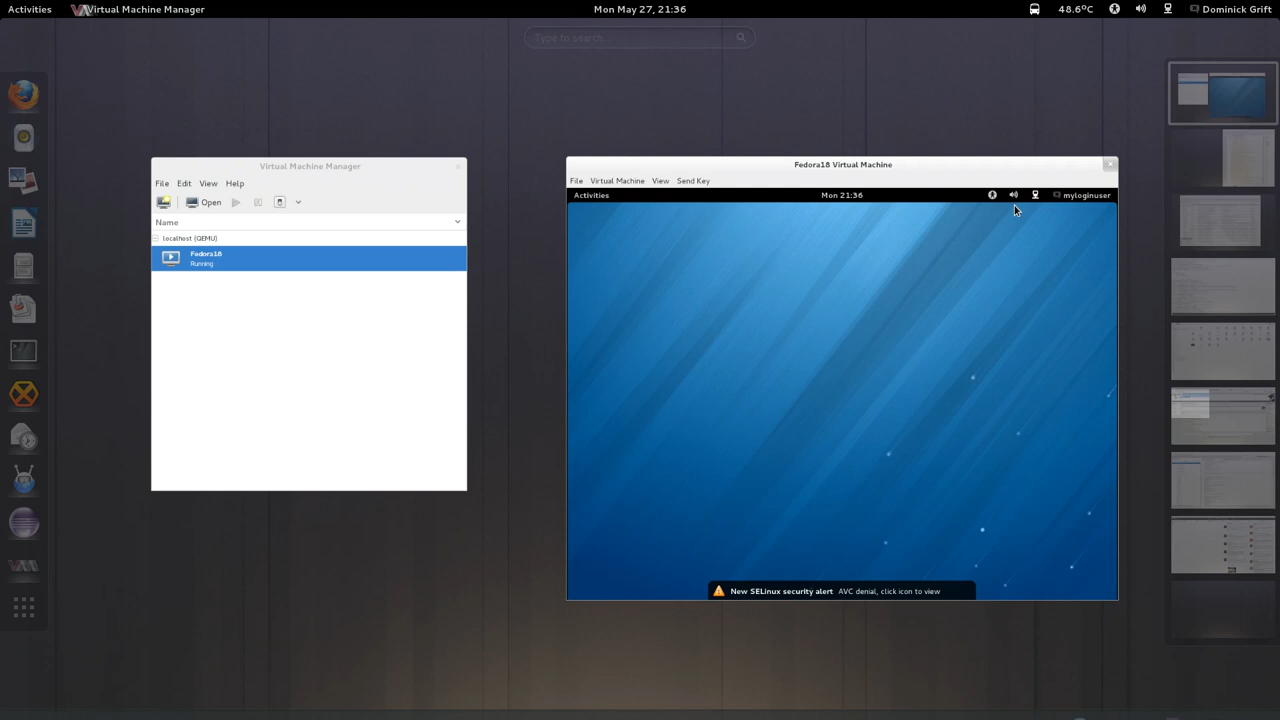 Activities
Virtual Machine Manager
Mon May 27, 21:36
48.6°C
Dominick Grift
Type to search...
Virtual Machine Manager
File Edit View Help
Open
Name
localhost (QEMU)
Fedora18
Running
Fedora18 Virtual Machine
File Virtual Machine View Send Key
Activities
Mon 21:36
myloginuser
New SELinux security alert AVC denial, click icon to view